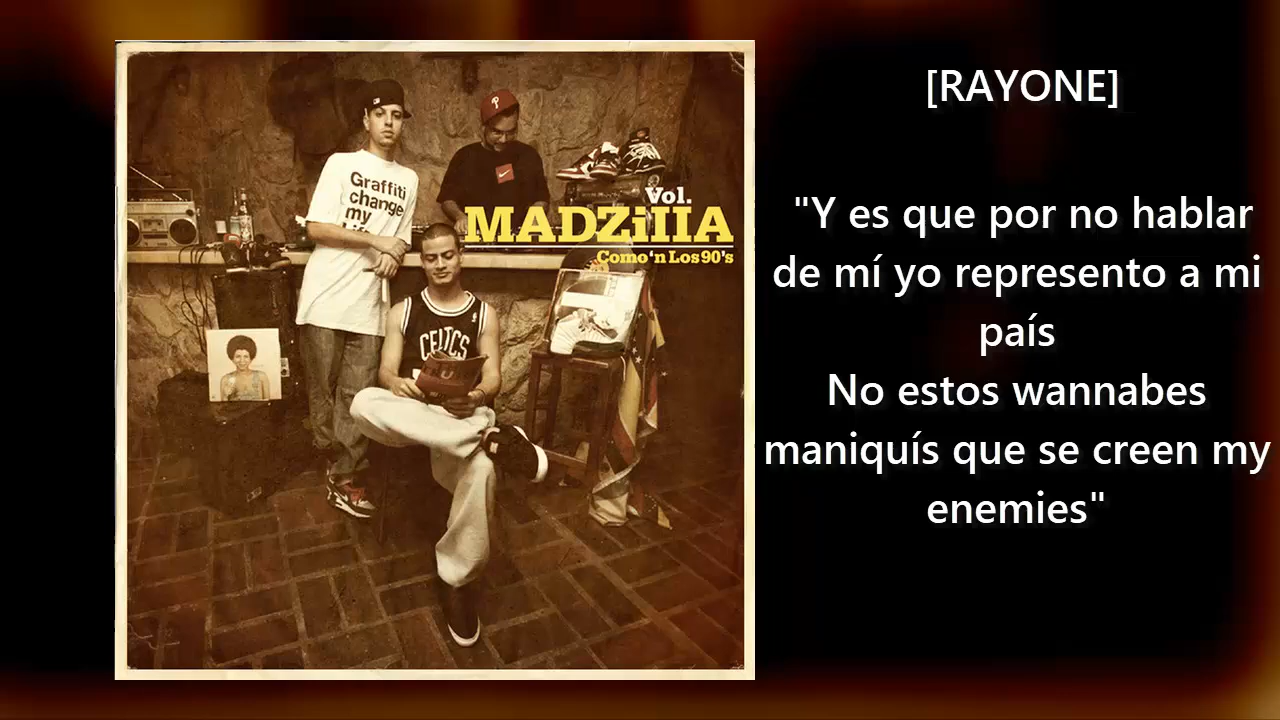 [RAYONE]
"Y es que por no hablar
de mí yo represento a mi
país
No estos wannabes
maniquís que se creen my
enemies"
Vol.
MADZiIIA
Como'n Los 90's
Graffiti
change
my
CELTCS
P